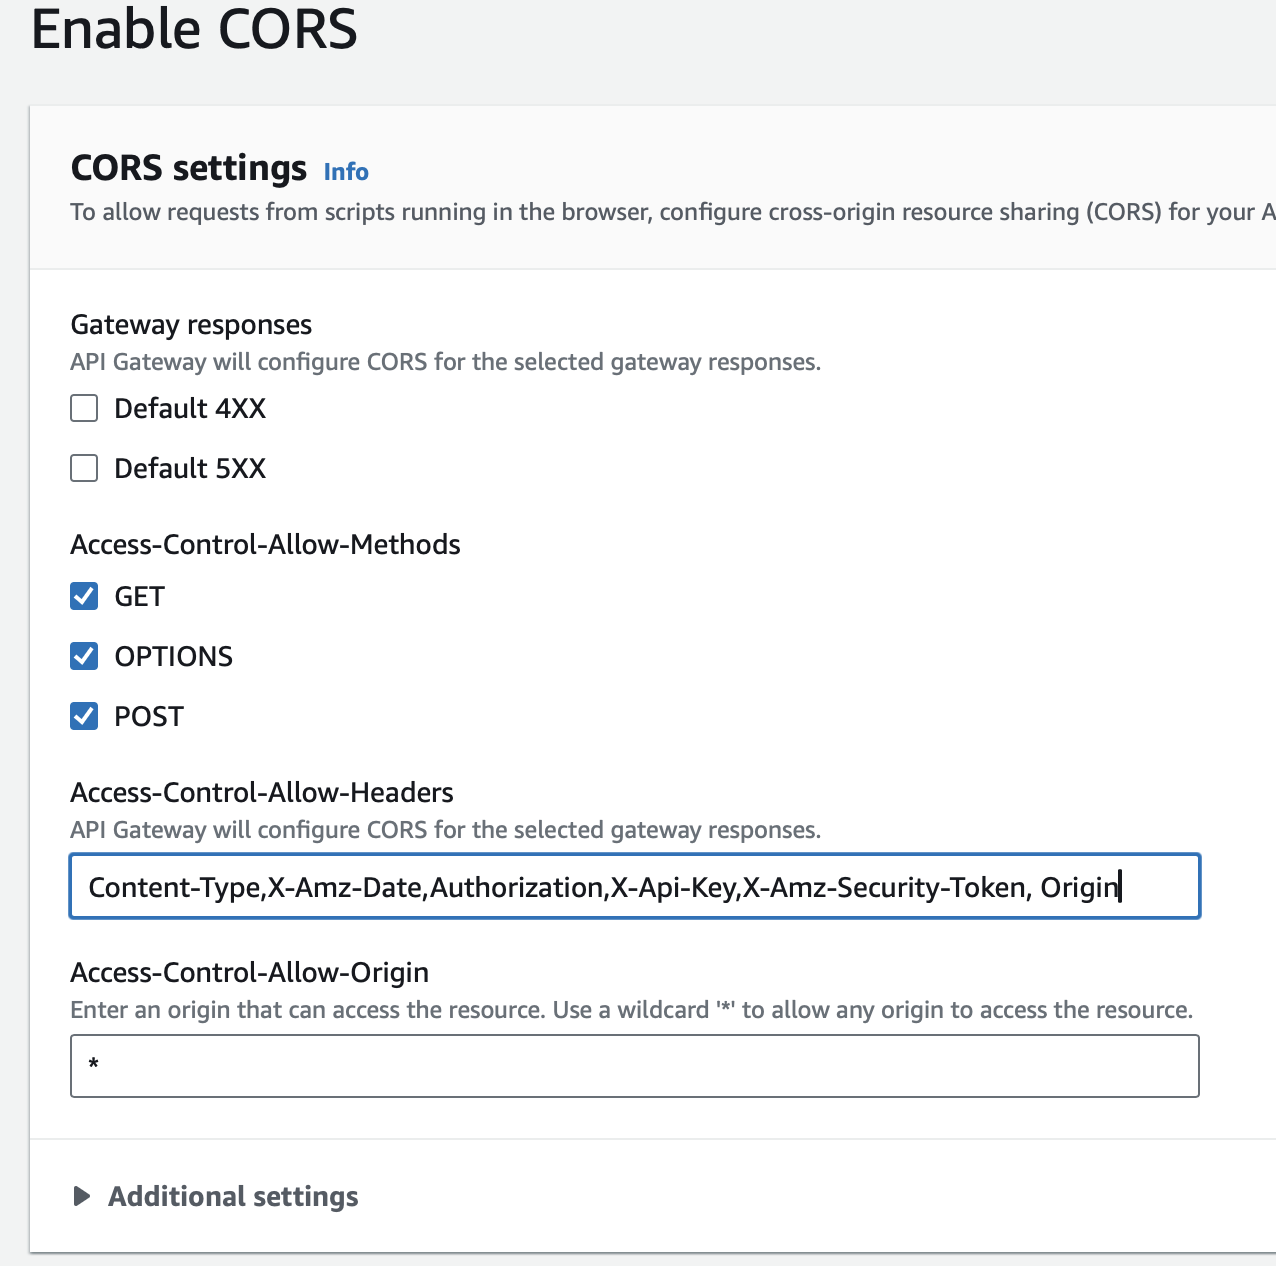 Enable CORS
CORS settings Info
To allow requests from scripts running in the browser, configure cross-origin resource sharing (CORS) for your A
Gateway responses
API Gateway will configure CORS for the selected gateway responses.
Default 4XX
Default 5XX
Access-Control-Allow-Methods
GET
OPTIONS
POST
Access-Control-Allow-Headers
API Gateway will configure CORS for the selected gateway responses.
Content-Type,X-Amz-Date,Authorization,X-Api-Key,X-Amz-Security-Token, Origin
Access-Control-Allow-Origin
Enter an origin that can access the resource. Use a wildcard '*' to allow any origin to access the resource.
*
Additional settings